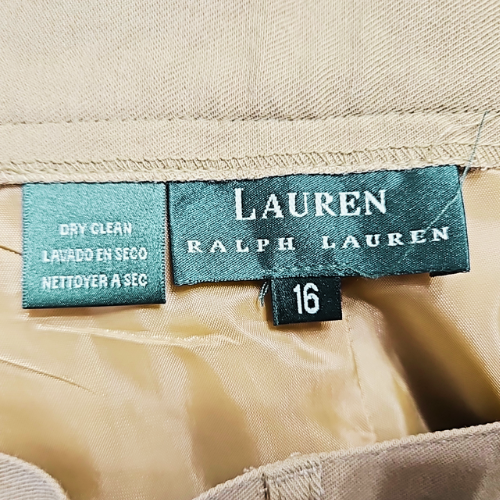 DRY CLEAN
LAVADO EN SECO
NETTOYER A SEC
LAUREN
RALPH LAUREN
16